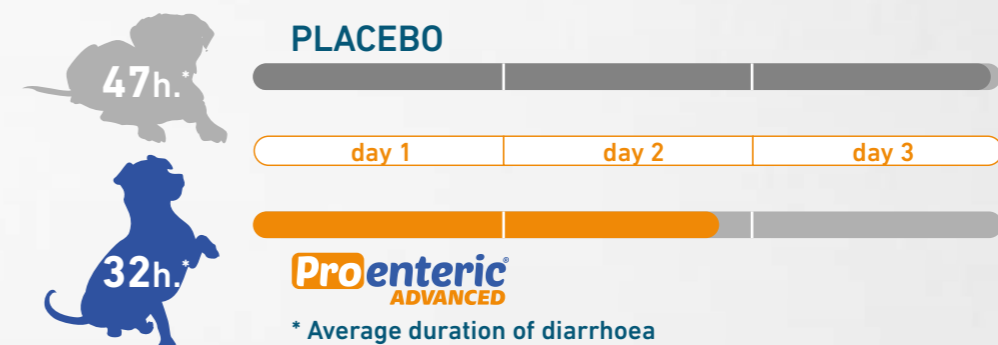 PLACEBO
47h.*
day 1 day 2 day 3
32h.*
Proenteric®
ADVANCED
* Average duration of diarrhoea